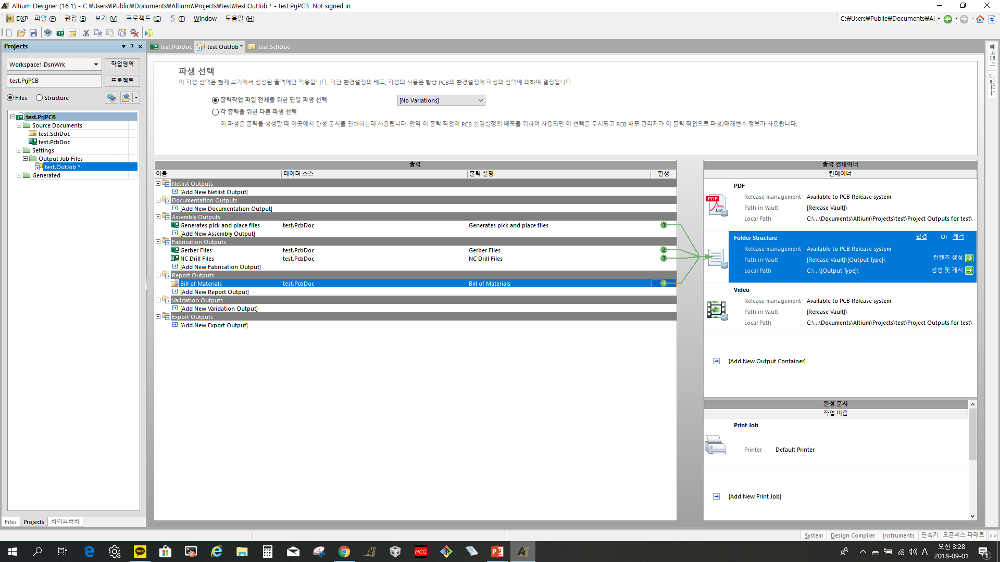 Altium Designer (16.1) - C:₩Users₩Public₩Documents₩Altium₩Projects₩test₩test.OutJob * - test.PrjPCB. Not signed in.
DXP 파일 (F) 편집 (E) 보기 (V) 프로젝트 (C) 툴 (T) Window 도움말 (H)
C:₩Users₩Public₩Documents₩Al
Projects
test.PcbDoc test.OutJob * test.SchDoc
Workspace1.DsnWrk 작업영역
test.PrjPCB 프로젝트
Files Structure
test.PrjPCB
Source Documents
test.SchDoc
test.PcbDoc
Settings
Output Job Files
test.OutJob *
Generated
파생 선택
이 파생 선택은 현재 보기에서 생성된 출력에만 적용됩니다. 기판 환경설정의 배포, 파생의 사용은 항상 PCB의 환경설정에 파생의 선택에 의하여 결정됩니다
출력작업 파일 전체를 위한 단일 파생 선택 [No Variations]
각 출력을 위한 다른 파생 선택
이 파생은 출력을 생성할 때 이곳에서 완성 문서를 인쇄하는데 사용됩니다. 만약 이 출력 작업이 PCB 환경설정의 배포를 위하여 사용되면 이 선택은 무시되고 PCB 배포 관리자가 이 출력 작업으로 파생/매개변수 정보가 사용됩니다.
출력
이름 데이터 소스 출력 설명 활성
Netlist Outputs
[Add New Netlist Output]
Documentation Outputs
[Add New Documentation Output]
Assembly Outputs
Generates pick and place files test.PcbDoc Generates pick and place files 1
[Add New Assembly Output]
Fabrication Outputs
Gerber Files test.PcbDoc Gerber Files 2
NC Drill Files test.PcbDoc NC Drill Files 3
[Add New Fabrication Output]
Report Outputs
Bill of Materials test.PcbDoc Bill of Materials 4
[Add New Report Output]
Validation Outputs
[Add New Validation Output]
Export Outputs
[Add New Export Output]
출력 컨테이너
컨테이너
PDF
Release management Available to PCB Release system
Path in Vault [Release Vault]\
Local Path C:\...\Documents\Altium\Projects\test\Project Outputs for test\
Folder Structure 변경 Or 제거
Release management Available to PCB Release system
Path in Vault [Release Vault]\[Output Type]\ 컨텐츠 생성
Local Path C:\...\[Output Type]\ 생성 및 게시
Video
Release management Available to PCB Release system
Path in Vault [Release Vault]\
Local Path C:\...\Documents\Altium\Projects\test\Project Outputs for test\
[Add New Output Container]
완성 문서
작업 이름
Print Job
Printer Default Printer
[Add New Print Job]
즐겨찾기
클립보드
Files Projects 라이브러리
System Design Compiler Instruments 단축키 오픈버스 파래트 >>
TALK
HCG
A 오전 3:28
2018-09-01
1